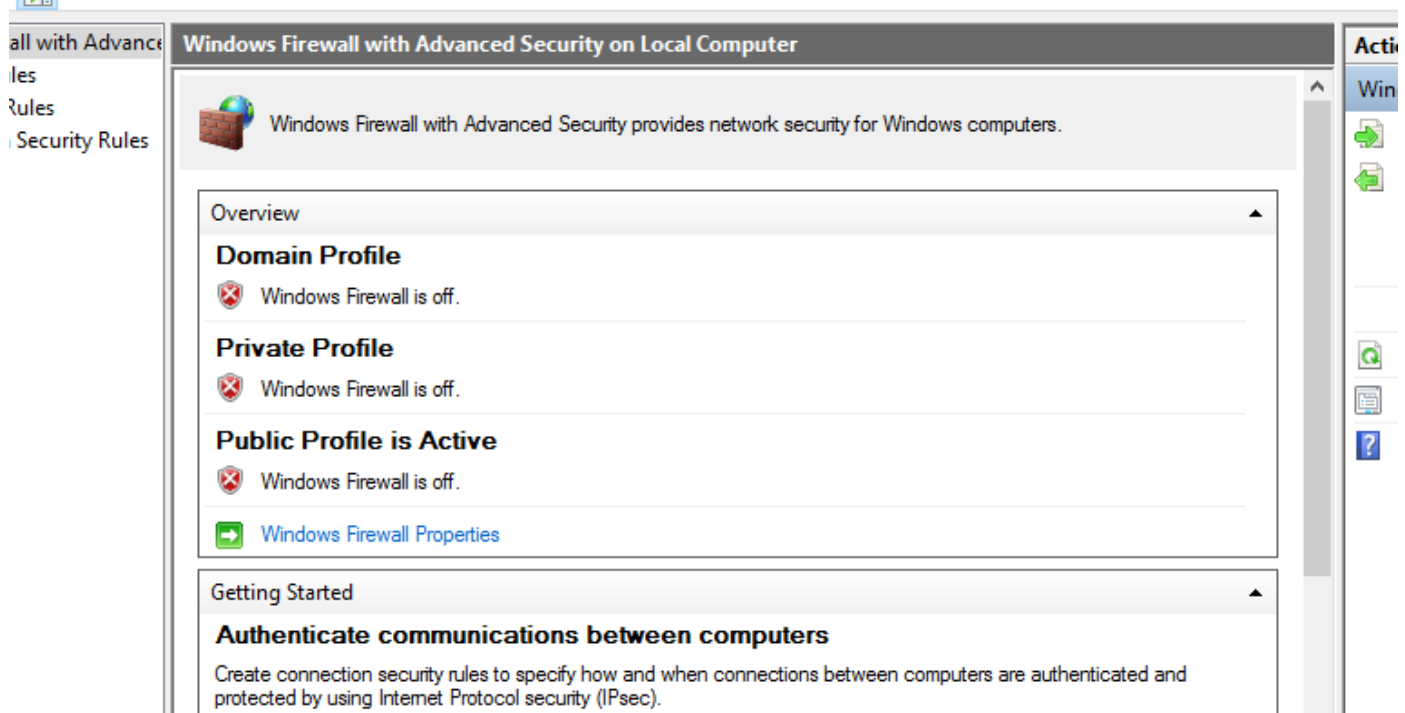 all with Advance
Windows Firewall with Advanced Security on Local Computer
Acti
les
Rules
Security Rules
Win
Windows Firewall with Advanced Security provides network security for Windows computers.
Overview
Domain Profile
Windows Firewall is off.
Private Profile
Windows Firewall is off.
Public Profile is Active
Windows Firewall is off.
Windows Firewall Properties
Getting Started
Authenticate communications between computers
Create connection security rules to specify how and when connections between computers are authenticated and
protected by using Internet Protocol security (IPsec).